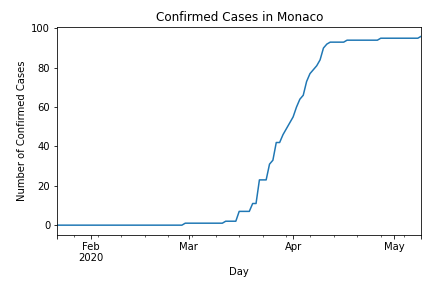 Confirmed Cases in Monaco
Number of Confirmed Cases
100
80
60
40
20
0
Feb
2020
Mar
Apr
May
Day